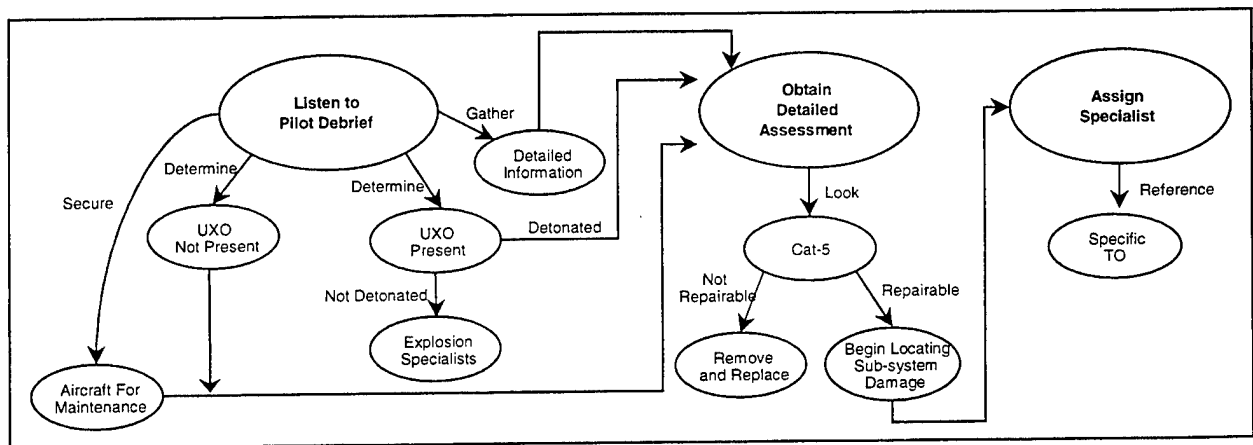 Listen to
Pilot Debrief
Gather
Detailed
Information
Secure
Determine
UXO
Not Present
Determine
UXO
Present
Detonated
Not Detonated
Explosion
Specialists
Aircraft For
Maintenance
Obtain
Detailed
Assessment
Look
Cat-5
Not
Repairable
Repairable
Remove
and Replace
Begin Locating
Sub-system
Damage
Assign
Specialist
Reference
Specific
TO